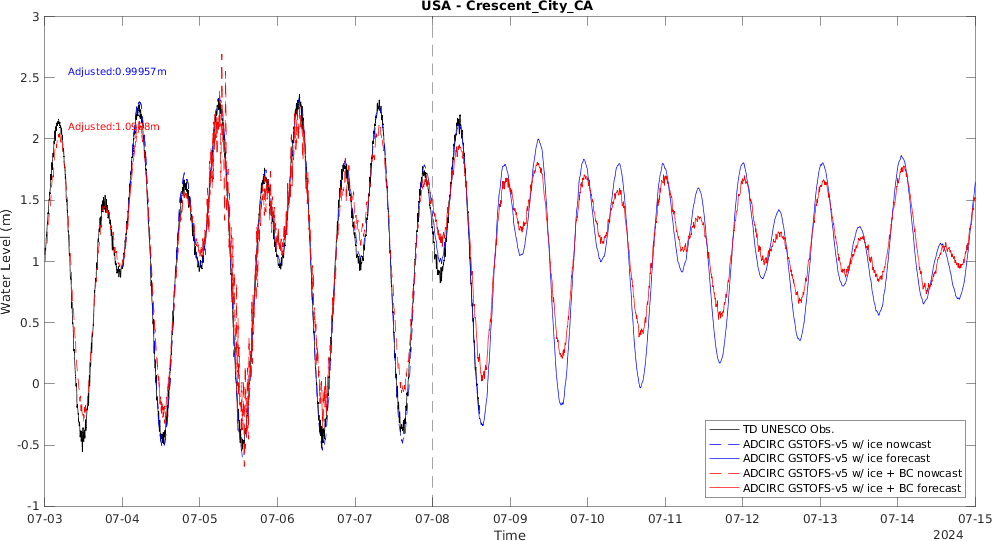 USA - Crescent_City_CA
3
2.5
2
1.5
1
0.5
0
-0.5
-1
Water Level (m)
Adjusted:0.99957m
07-03
07-04
07-05
07-06
07-07
07-08
07-09
07-10
07-11
07-12
07-13
07-14
07-15
Time
2024
TD UNESCO Obs.
ADCIRC GSTOFS-v5 w/ ice nowcast
ADCIRC GSTOFS-v5 w/ ice forecast
ADCIRC GSTOFS-v5 w/ ice + BC nowcast
ADCIRC GSTOFS-v5 w/ ice + BC forecast